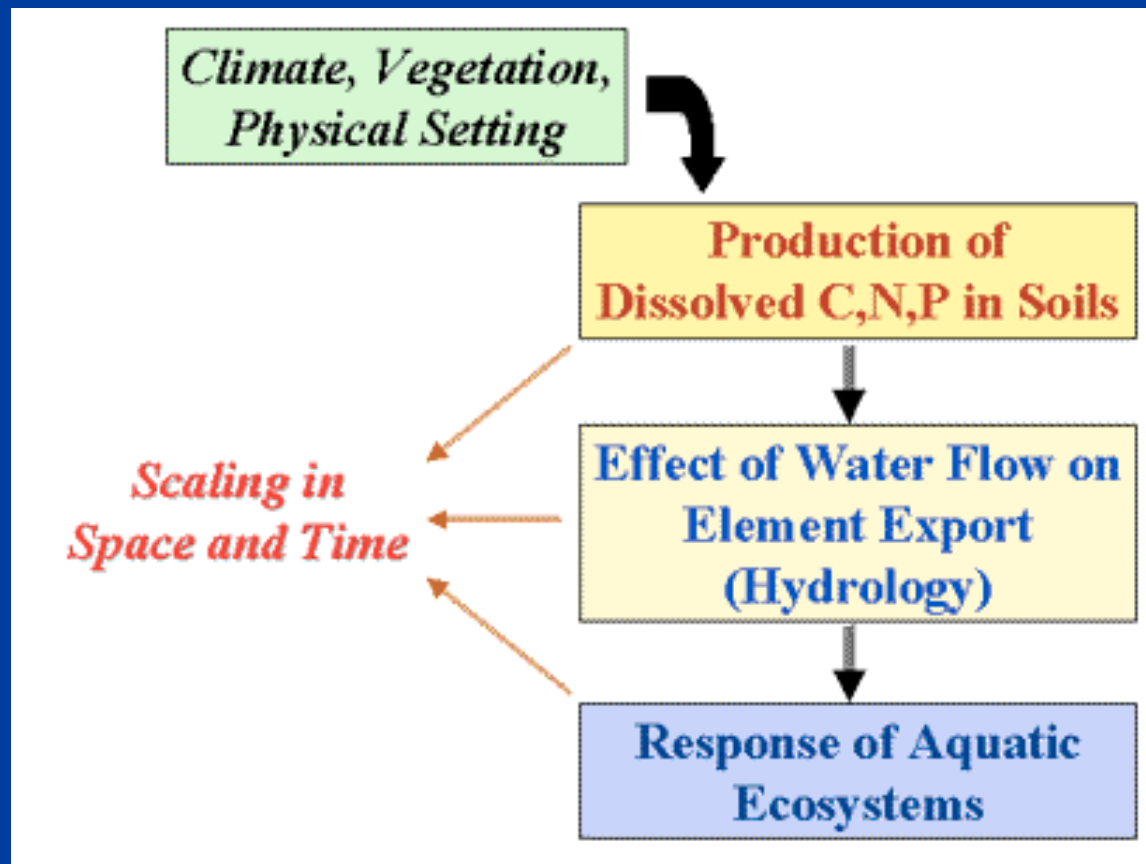 Climate, Vegetation,
Physical Setting
Production of
Dissolved C,N,P in Soils
Scaling in
Space and Time
Effect of Water Flow on
Element Export
(Hydrology)
Response of Aquatic
Ecosystems